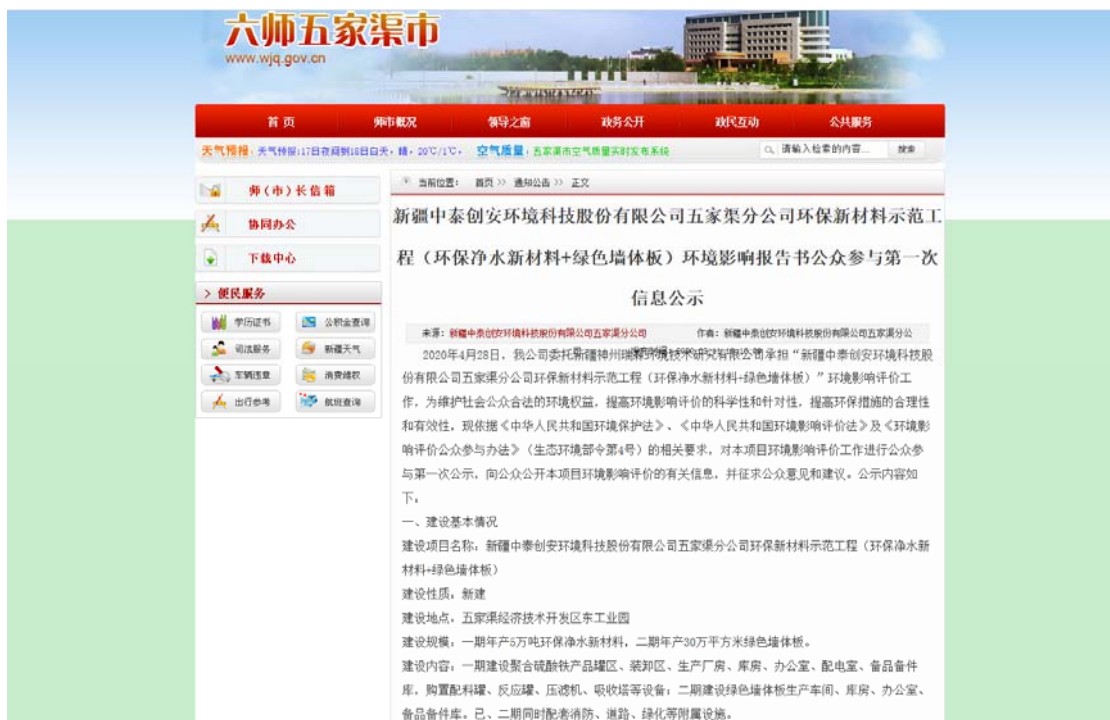 六师五家渠市
www.wjq.gov.cn
首 页 师市概况 领导之窗 政务公开 政民互动 公共服务
天气预报：天气预报:17日夜间到18日白天，晴，20℃/1℃， 空气质量：五家渠市空气质量实时发布系统 请输入检索的内容... 搜索
师（市）长信箱
协同办公
下载中心
> 便民服务
学历证书 公积金查询
司法服务 新疆天气
车辆违章 消费维权
出行参考 航班查询
当前位置： 首页 >> 通知公告 >> 正文
新疆中泰创安环境科技股份有限公司五家渠分公司环保新材料示范工
程（环保净水新材料+绿色墙体板）环境影响报告书公众参与第一次
信息公示
来源：新疆中泰创安环境科技股份有限公司五家渠分公司 作者：新疆中泰创安环境科技股份有限公司五家渠分公
2020年4月28日，我公司委托新疆神州瑞霖环境技术研究有限公司承担“新疆中泰创安环境科技股
份有限公司五家渠分公司环保新材料示范工程（环保净水新材料+绿色墙体板）”环境影响评价工
作，为维护社会公众合法的环境权益，提高环境影响评价的科学性和针对性，提高环保措施的合理性
和有效性，现依据《中华人民共和国环境保护法》、《中华人民共和国环境影响评价法》及《环境影
响评价公众参与办法》（生态环境部令第4号）的相关要求，对本项目环境影响评价工作进行公众参
与第一次公示，向公众公开本项目环境影响评价的有关信息，并征求公众意见和建议。公示内容如
下：
一、建设基本情况
建设项目名称：新疆中泰创安环境科技股份有限公司五家渠分公司环保新材料示范工程（环保净水新
材料+绿色墙体板）
建设性质：新建
建设地点：五家渠经济技术开发区东工业园
建设规模：一期年产5万吨环保净水新材料，二期年产30万平方米绿色墙体板。
建设内容：一期建设聚合硫酸铁产品罐区、装卸区、生产厂房、库房、办公室、配电室、备品备件
库，购置配料罐、反应罐、压滤机、吸收塔等设备；二期建设绿色墙体板生产车间、库房、办公室、
备品备件库。已、二期同时配套消防、道路、绿化等附属设施。